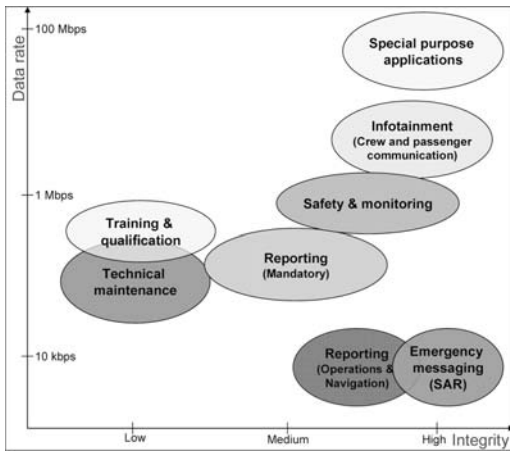 100 Mbps
Data rate
Special purpose
applications
Infotainment
(Crew and passenger
communication)
1 Mbps
Safety & monitoring
Training &
qualification
Reporting
(Mandatory)
Technical
maintenance
10 kbps
Reporting
(Operations &
Navigation)
Emergency
messaging
(SAR)
Low
Medium
High
Integrity